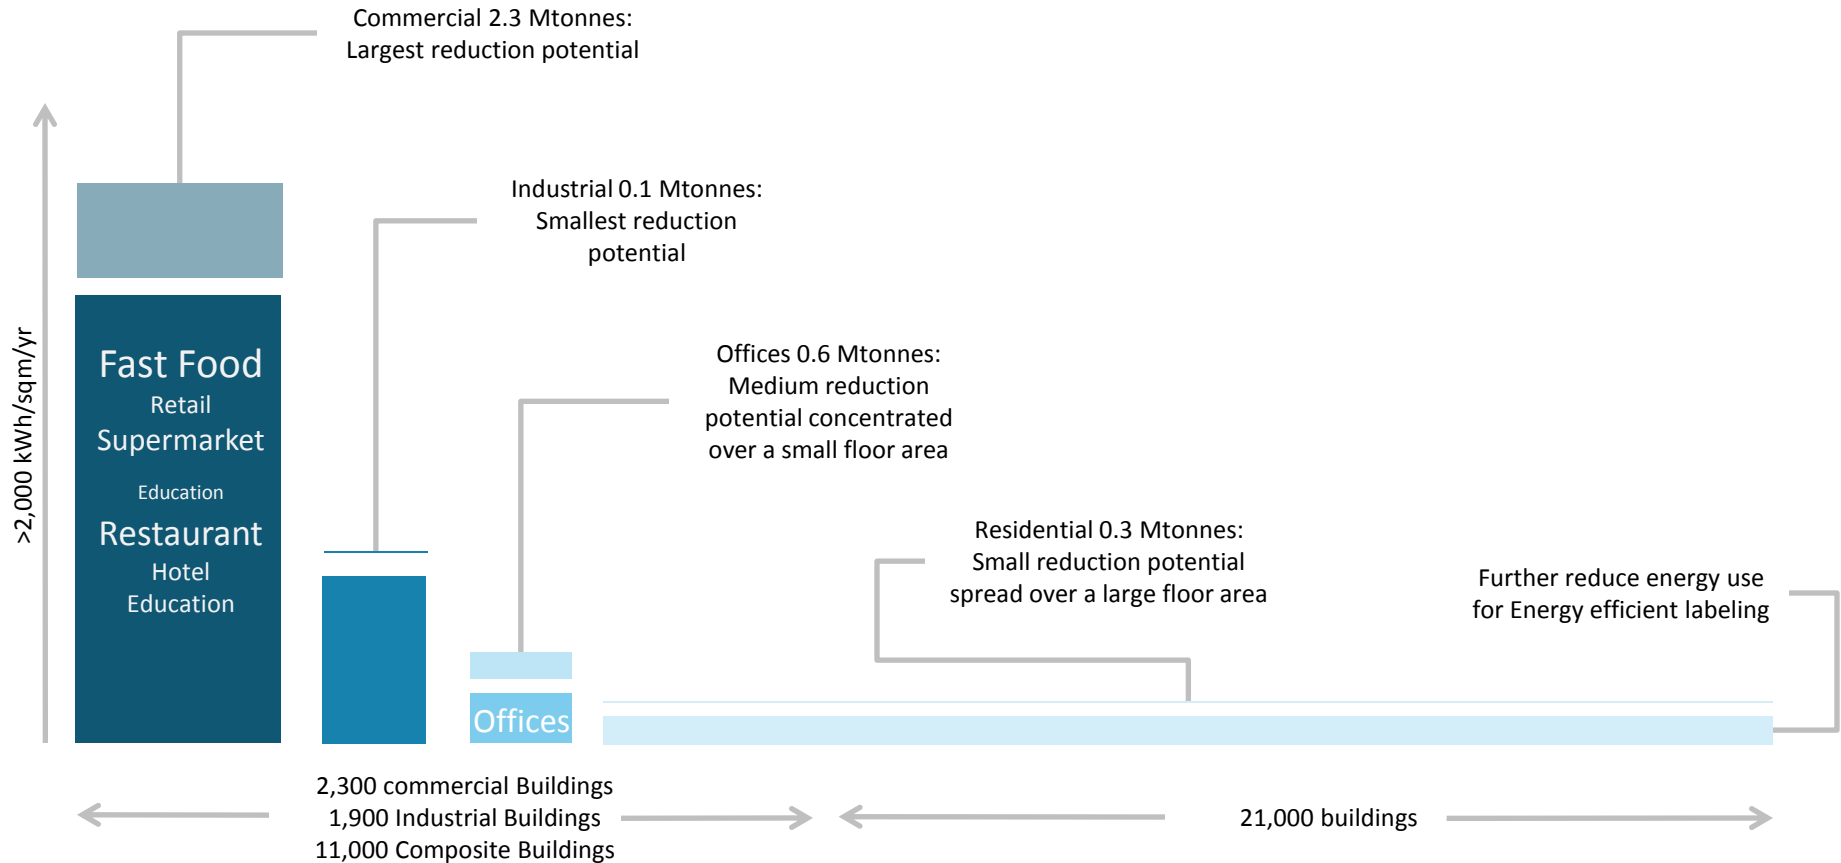 Commercial 2.3 Mtonnes:
Largest reduction potential
Industrial 0.1 Mtonnes:
Smallest reduction
potential
Offices 0.6 Mtonnes:
Medium reduction
potential concentrated
over a small floor area
Residential 0.3 Mtonnes:
Small reduction potential
spread over a large floor area
Further reduce energy use
for Energy efficient labeling
>2,000 kWh/sqm/yr
Fast Food
Retail
Supermarket
Education
Restaurant
Hotel
Education
Offices
2,300 commercial Buildings
1,900 Industrial Buildings
11,000 Composite Buildings
21,000 buildings